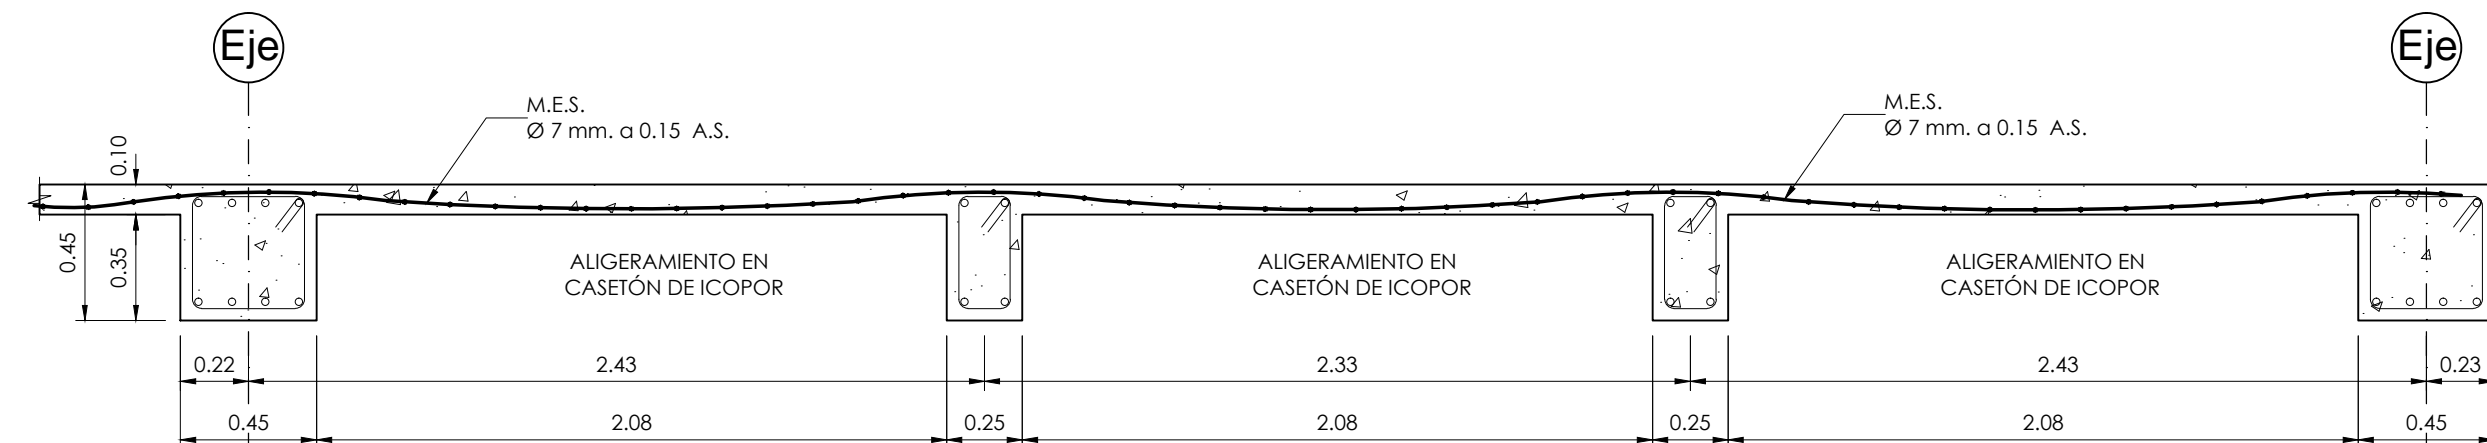 Eje
Eje
M.E.S.
Ø 7 mm. a 0.15 A.S.
M.E.S.
Ø 7 mm. a 0.15 A.S.
0.10
0.45
0.35
ALIGERAMIENTO EN
CASETÓN DE ICOPOR
ALIGERAMIENTO EN
CASETÓN DE ICOPOR
ALIGERAMIENTO EN
CASETÓN DE ICOPOR
0.22
2.43
2.33
2.43
0.23
0.45
2.08
0.25
2.08
0.25
2.08
0.45